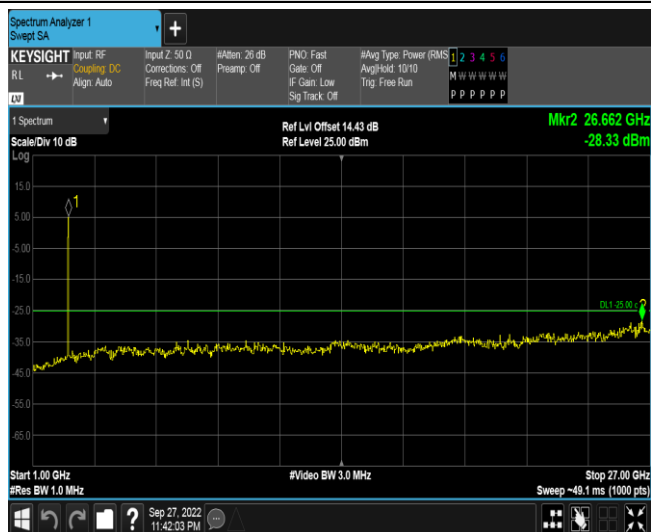 Spectrum Analyzer 1
Swept SA
+
KEYSIGHT
RL
LXI
Input: RF
Coupling: DC
Align: Auto
Input Z: 50 Ω
Corrections: Off
Freq Ref: Int (S)
#Atten: 26 dB
Preamp: Off
PNO: Fast
Gate: Off
IF Gain: Low
Sig Track: Off
#Avg Type: Power (RMS
Avg|Hold: 10/10
Trig: Free Run
1 2 3 4 5 6
M W W W W W
P P P P P P
1 Spectrum
Scale/Div 10 dB
Log
Ref Lvl Offset 14.43 dB
Ref Level 25.00 dBm
Mkr2 26.662 GHz
-28.33 dBm
15.0
1
5.00
-5.00
-15.0
DL1 -25.00
2
-25.0
-35.0
-45.0
-55.0
-65.0
Start 1.00 GHz
#Video BW 3.0 MHz
Stop 27.00 GHz
#Res BW 1.0 MHz
Sweep ~49.1 ms (1000 pts)
?
Sep 27, 2022
11:42:03 PM